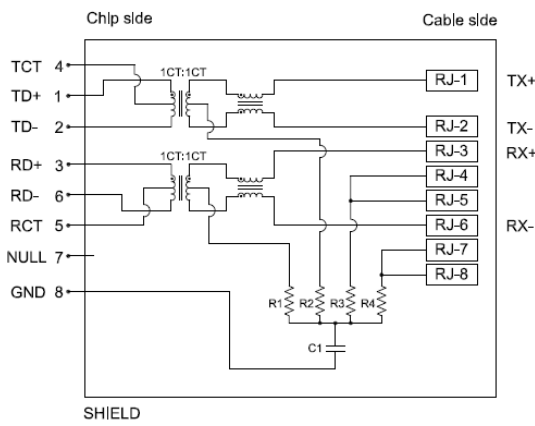 Chip side Cable side
TCT 4
1CT:1CT
RJ-1 TX+
TD+ 1
TD- 2
RJ-2 TX-
RJ-3 RX+
RD+ 3
1CT:1CT
RJ-4
RD- 6
RJ-5
RCT 5
RJ-6 RX-
NULL 7
RJ-7
RJ-8
GND 8
R1 R2 R3 R4
C1
SHIELD